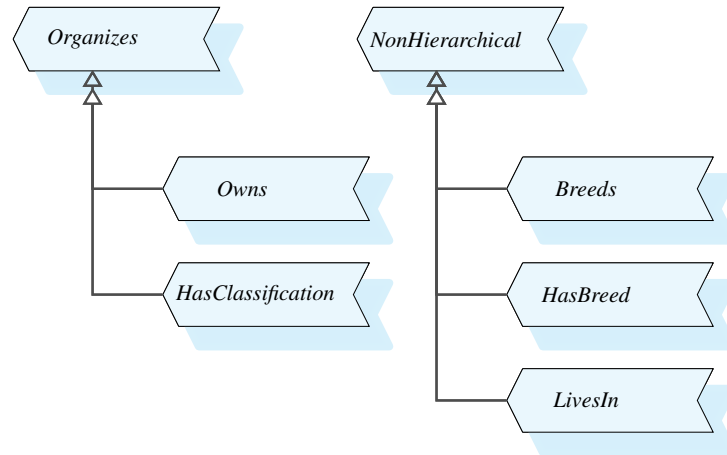 Organizes
NonHierarchical
Owns
Breeds
HasClassification
HasBreed
LivesIn